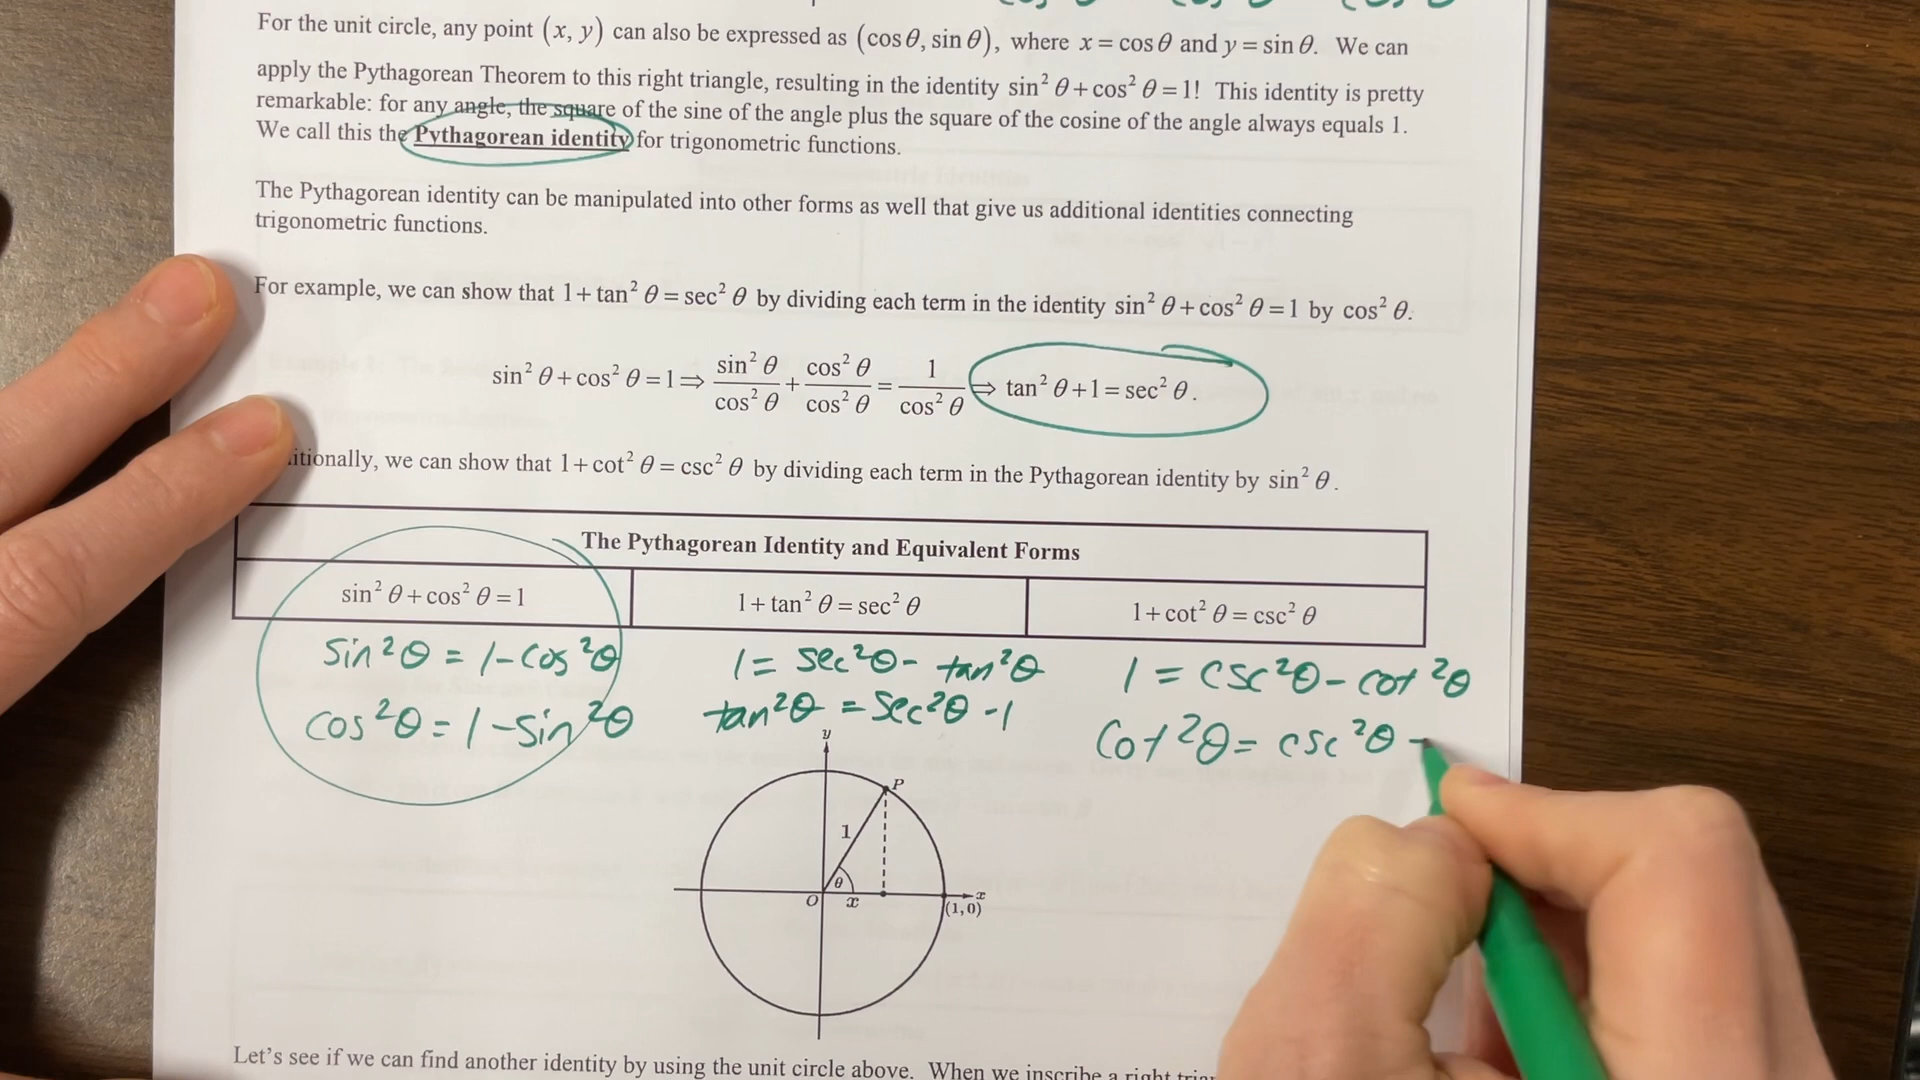 For the unit circle, any point (x, y) can also be expressed as (cos θ, sin θ), where x = cos θ and y = sin θ. We can
apply the Pythagorean Theorem to this right triangle, resulting in the identity sin² θ + cos² θ = 1! This identity is pretty
remarkable: for any angle, the square of the sine of the angle plus the square of the cosine of the angle always equals 1.
We call this the Pythagorean identity for trigonometric functions.
The Pythagorean identity can be manipulated into other forms as well that give us additional identities connecting
trigonometric functions.
For example, we can show that 1 + tan² θ = sec² θ by dividing each term in the identity sin² θ + cos² θ = 1 by cos² θ.
sin² θ + cos² θ = 1 ⇒ sin² θ / cos² θ + cos² θ / cos² θ = 1 / cos² θ ⇒ tan² θ + 1 = sec² θ.
itionally, we can show that 1 + cot² θ = csc² θ by dividing each term in the Pythagorean identity by sin² θ.
The Pythagorean Identity and Equivalent Forms
sin² θ + cos² θ = 1 1 + tan² θ = sec² θ 1 + cot² θ = csc² θ
sin²θ = 1 - cos²θ 1 = sec²θ - tan²θ 1 = csc²θ - cot²θ
cos²θ = 1 - sin²θ tan²θ = sec²θ - 1 cot²θ = csc²θ -
y
P
1
θ
O x (1, 0) x
Let's see if we can find another identity by using the unit circle above. When we inscribe a right